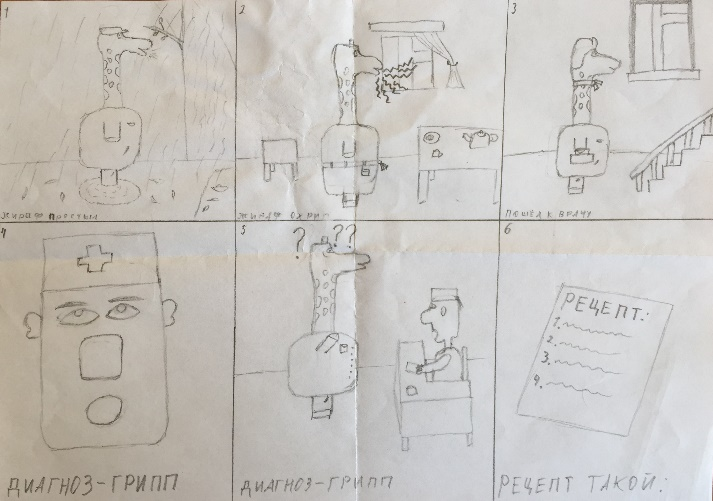 1
ЖИРАФ ПРОСТЫЛ
2
ЖИРАФ ОХРИП
3
ПОШЕЛ К ВРАЧУ
4
ДИАГНОЗ-ГРИПП
5
? ??
ДИАГНОЗ-ГРИПП
6
РЕЦЕПТ:
1.
2.
3.
4.
РЕЦЕПТ ТАКОЙ: